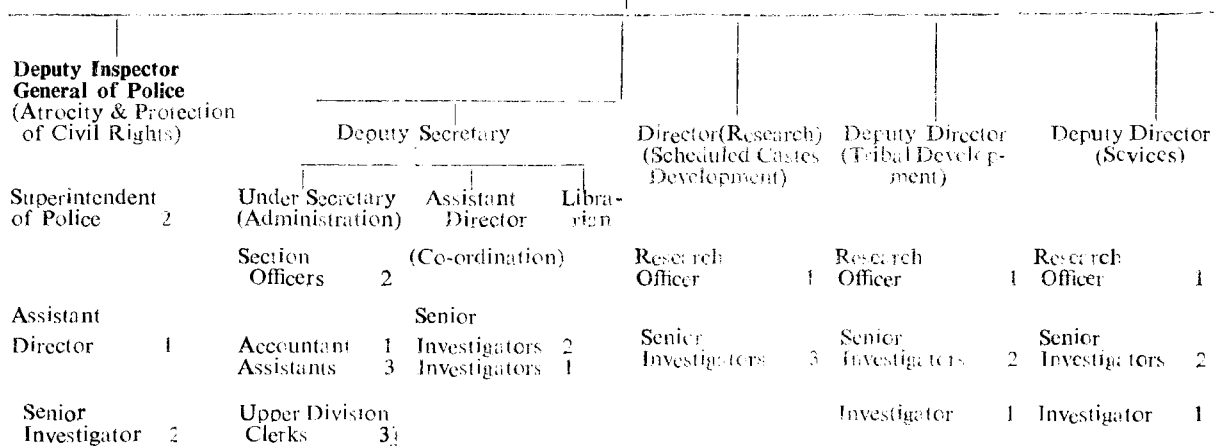 Deputy Inspector
General of Police
(Atrocity & Protection
of Civil Rights)
Superintendent
of Police 2
Assistant
Director 1
Senior
Investigator 2
Deputy Secretary
Under Secretary
(Administration)
Section
Officers 2
Accountant 1
Assistants 3
Upper Division
Clerks 3
Assistant
Director
(Co-ordination)
Senior
Investigators 2
Investigators 1
Libra-
rian
Director(Research)
(Scheduled Castes
Development)
Research
Officer 1
Senior
Investigators 3
Deputy Director
(Tribal Develop-
ment)
Research
Officer 1
Senior
Investigators 2
Investigator 1
Deputy Director
(Sevices)
Research
Officer 1
Senior
Investigators 2
Investigator 1